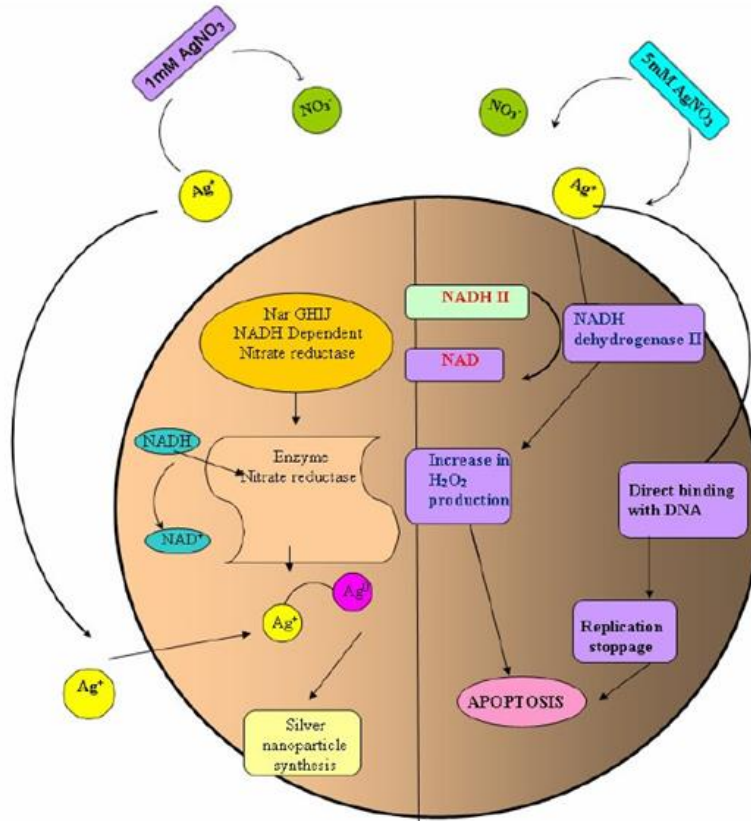 1mM AgNO₃
NO₃⁻
Ag⁺
NO₃⁻
5mM AgNO₃
Ag⁺
Nar GHIJ
NADH Dependent
Nitrate reductase
NADH
Enzyme
Nitrate reductase
NAD⁺
Ag⁺
Ag⁰
Ag⁺
Silver
nanoparticle
synthesis
NADH II
NAD
NADH
dehydrogenase II
Increase in
H₂O₂
production
Direct binding
with DNA
Replication
stoppage
APOPTOSIS